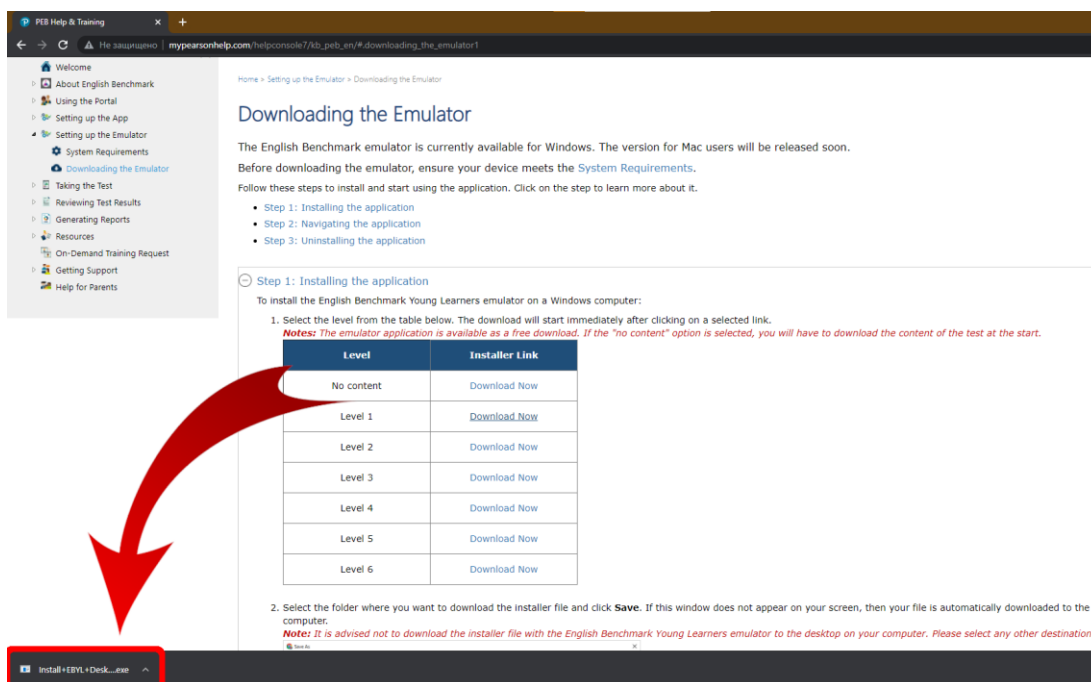 PEB Help & Training
Не защищено | mypearsonhelp.com/helpconsole7/kb_peb_en/#.downloading_the_emulator1
Welcome
About English Benchmark
Using the Portal
Setting up the App
Setting up the Emulator
System Requirements
Downloading the Emulator
Taking the Test
Reviewing Test Results
Generating Reports
Resources
On-Demand Training Request
Getting Support
Help for Parents
Home > Setting up the Emulator > Downloading the Emulator
Downloading the Emulator
The English Benchmark emulator is currently available for Windows. The version for Mac users will be released soon.
Before downloading the emulator, ensure your device meets the System Requirements.
Follow these steps to install and start using the application. Click on the step to learn more about it.
• Step 1: Installing the application
• Step 2: Navigating the application
• Step 3: Uninstalling the application
Step 1: Installing the application
To install the English Benchmark Young Learners emulator on a Windows computer:
1. Select the level from the table below. The download will start immediately after clicking on a selected link.
Notes: The emulator application is available as a free download. If the "no content" option is selected, you will have to download the content of the test at the start.
Level Installer Link
No content Download Now
Level 1 Download Now
Level 2 Download Now
Level 3 Download Now
Level 4 Download Now
Level 5 Download Now
Level 6 Download Now
2. Select the folder where you want to download the installer file and click Save. If this window does not appear on your screen, then your file is automatically downloaded to the
computer.
Note: It is advised not to download the installer file with the English Benchmark Young Learners emulator to the desktop on your computer. Please select any other destination
Save As
Install+EBYL+Desk....exe